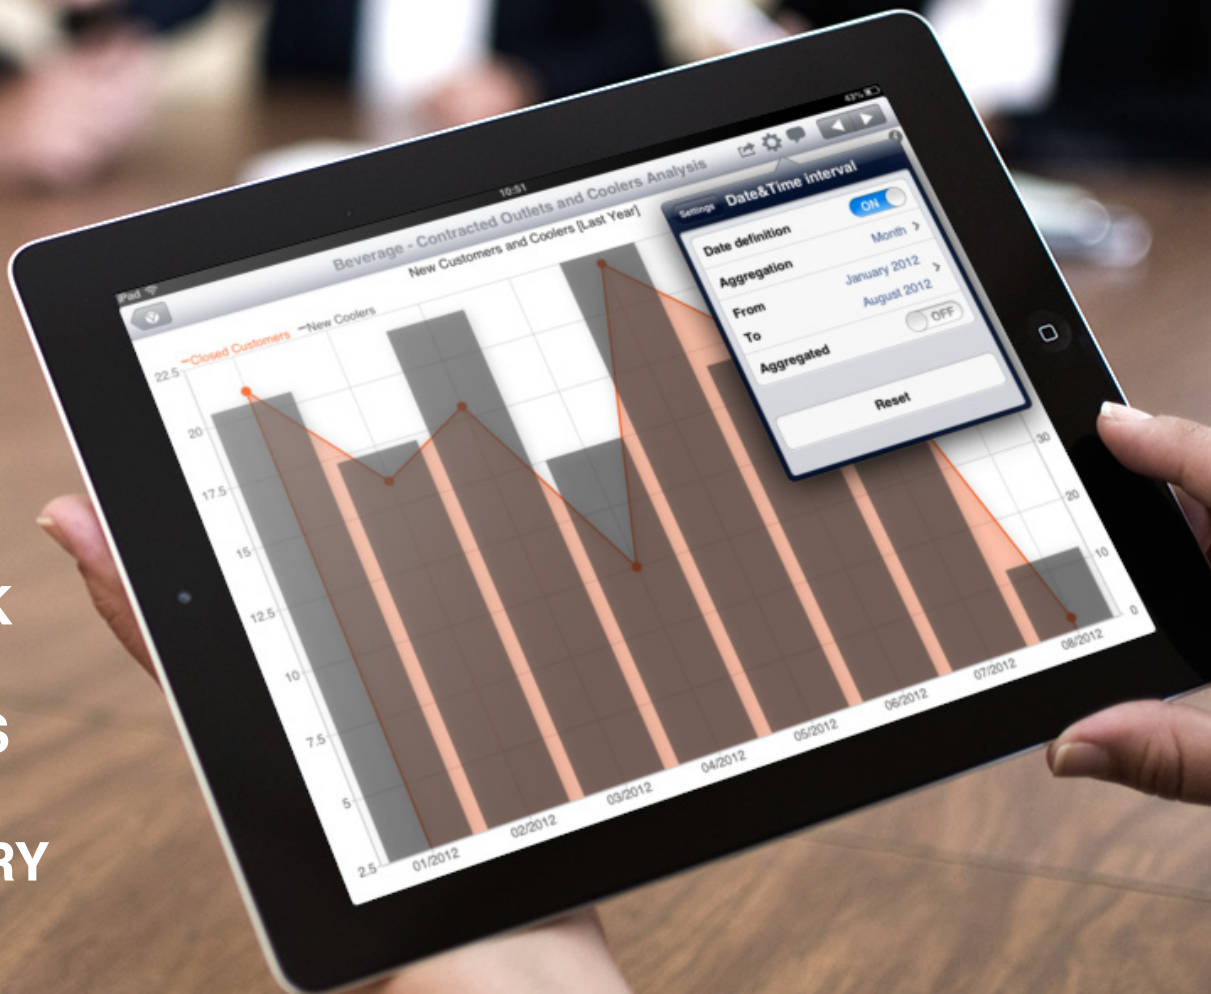 iPad
10:51
43%
Beverage - Contracted Outlets and Coolers Analysis
New Customers and Coolers [Last Year]
Closed Customers
New Coolers
Settings
Date&Time interval
Date definition
ON
Aggregation
Month
From
January 2012
To
August 2012
Aggregated
OFF
Reset
22.5
20
17.5
15
12.5
10
7.5
5
2.5
30
20
10
0
01/2012
02/2012
03/2012
04/2012
05/2012
06/2012
07/2012
08/2012
K
S
RY